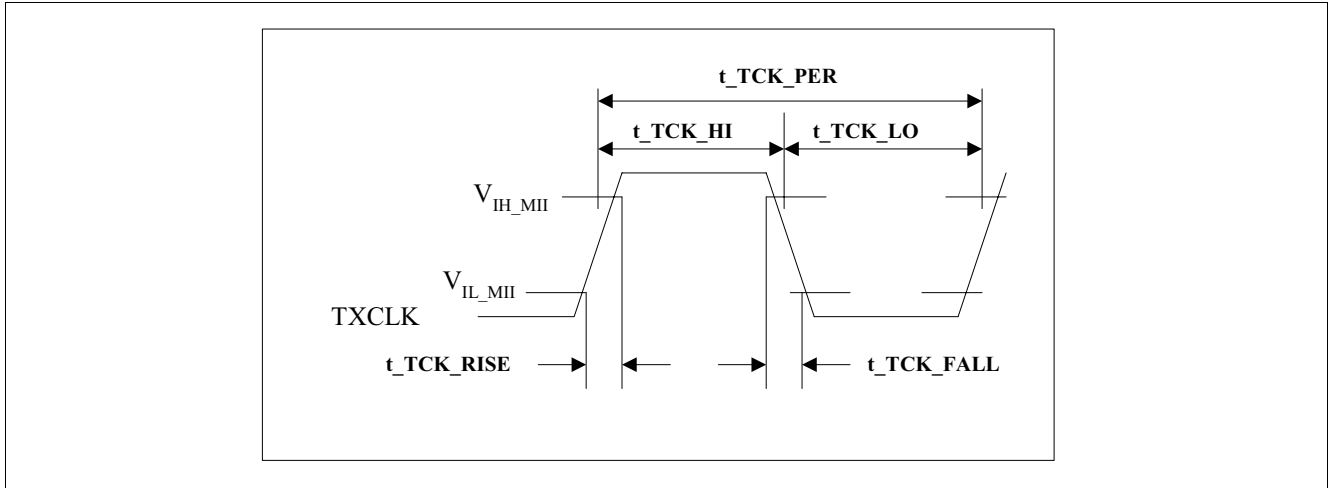 t_TCK_PER
t_TCK_HI
t_TCK_LO
V_IH_MII
V_IL_MII
TXCLK
t_TCK_RISE
t_TCK_FALL